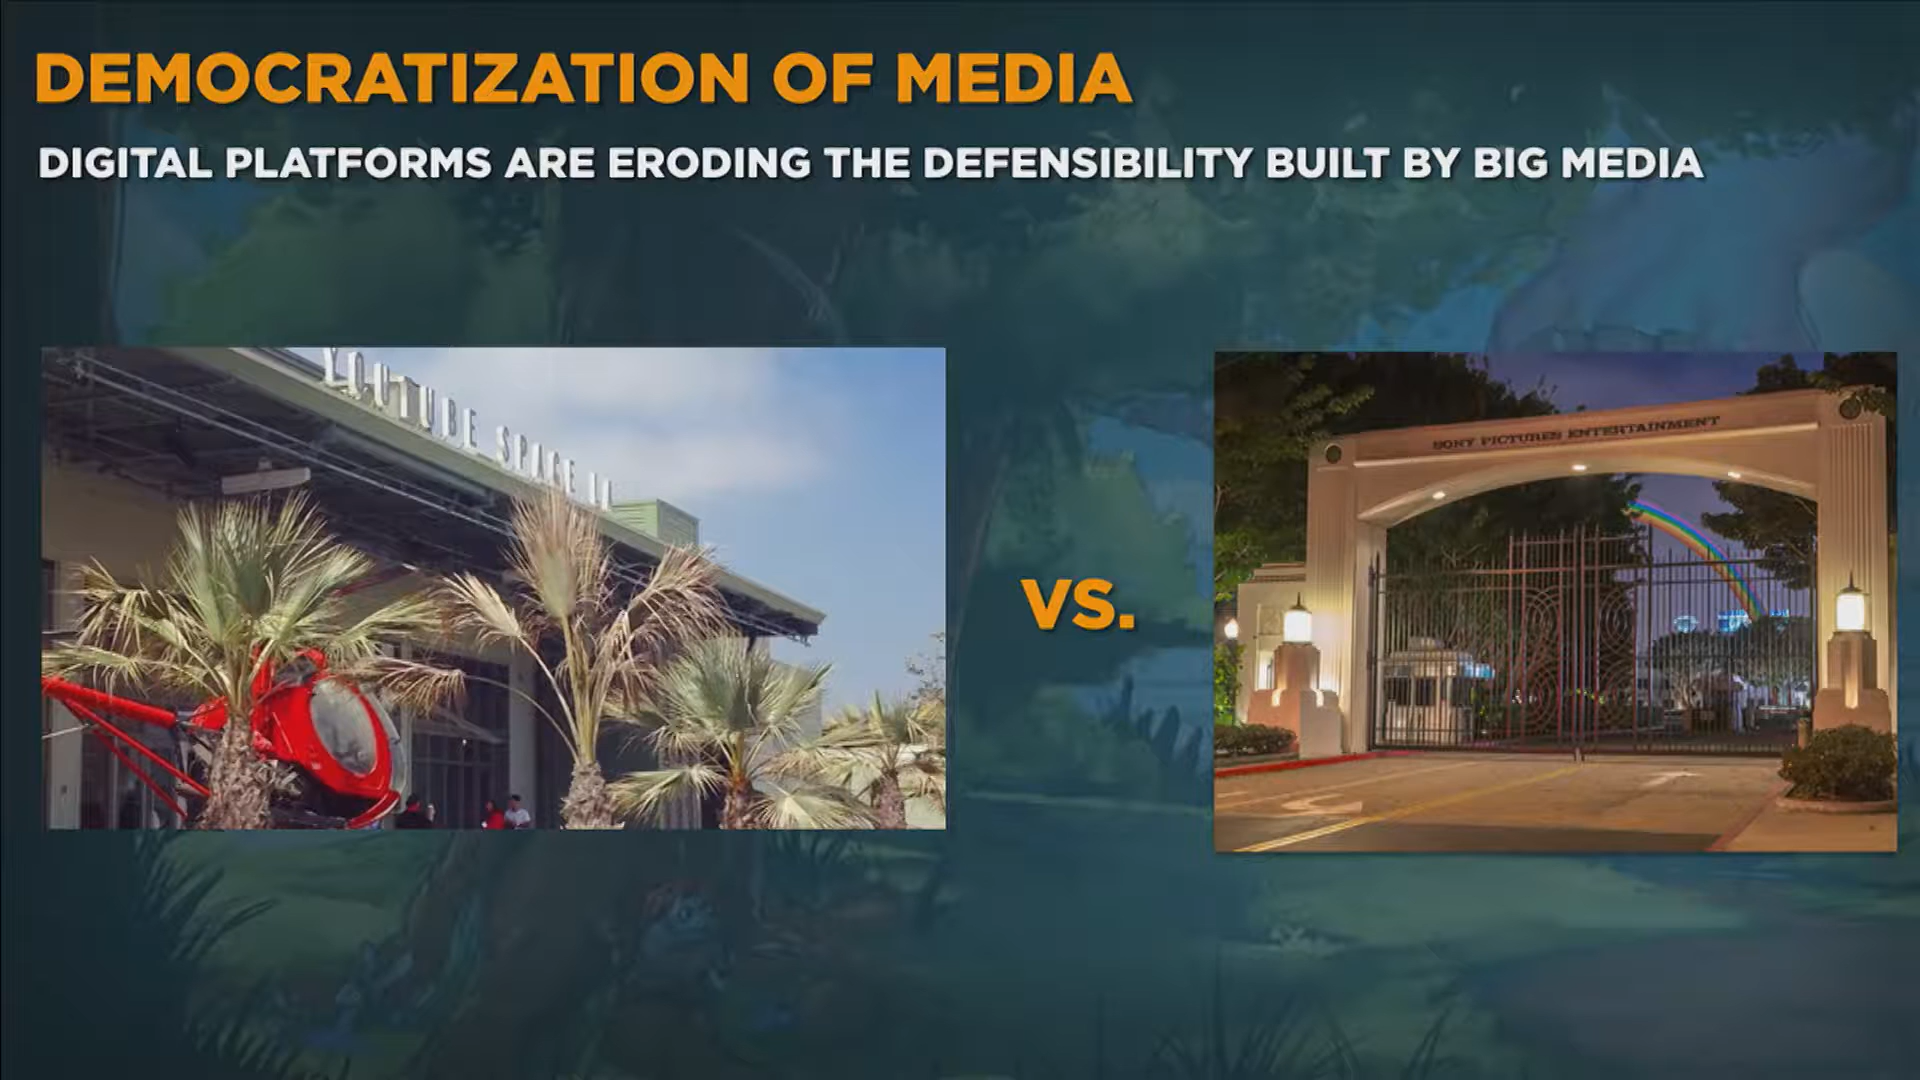 DEMOCRATIZATION OF MEDIA
DIGITAL PLATFORMS ARE ERODING THE DEFENSIBILITY BUILT BY BIG MEDIA
YOUTUBE SPACE
VS.
SONY PICTURES ENTERTAINMENT